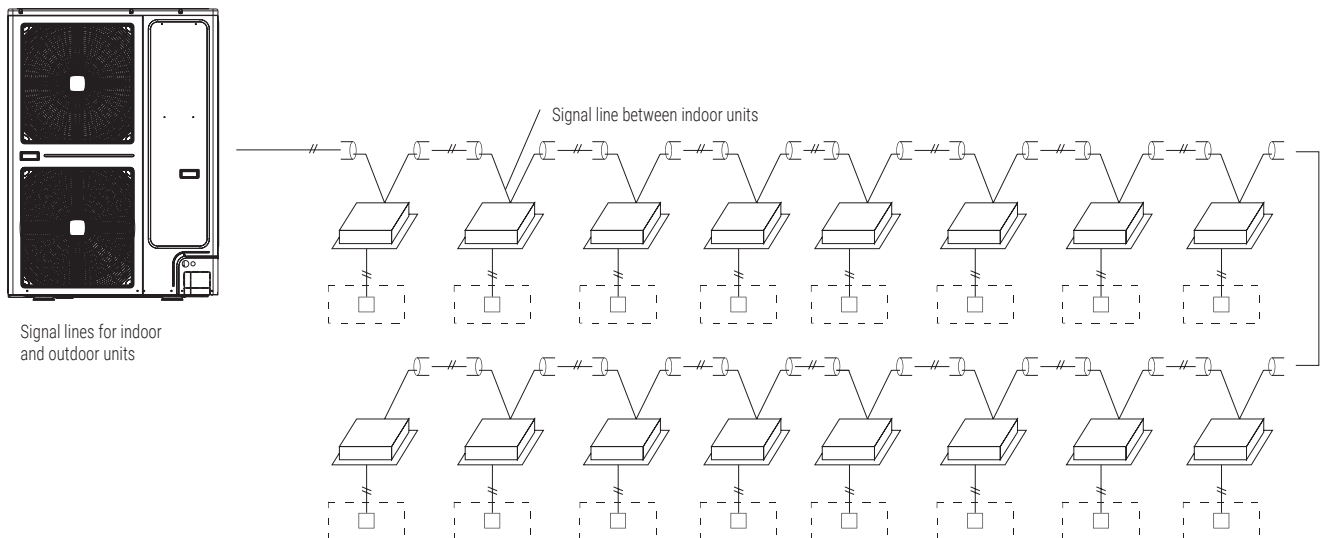 Signal line between indoor units
Signal lines for indoor
and outdoor units